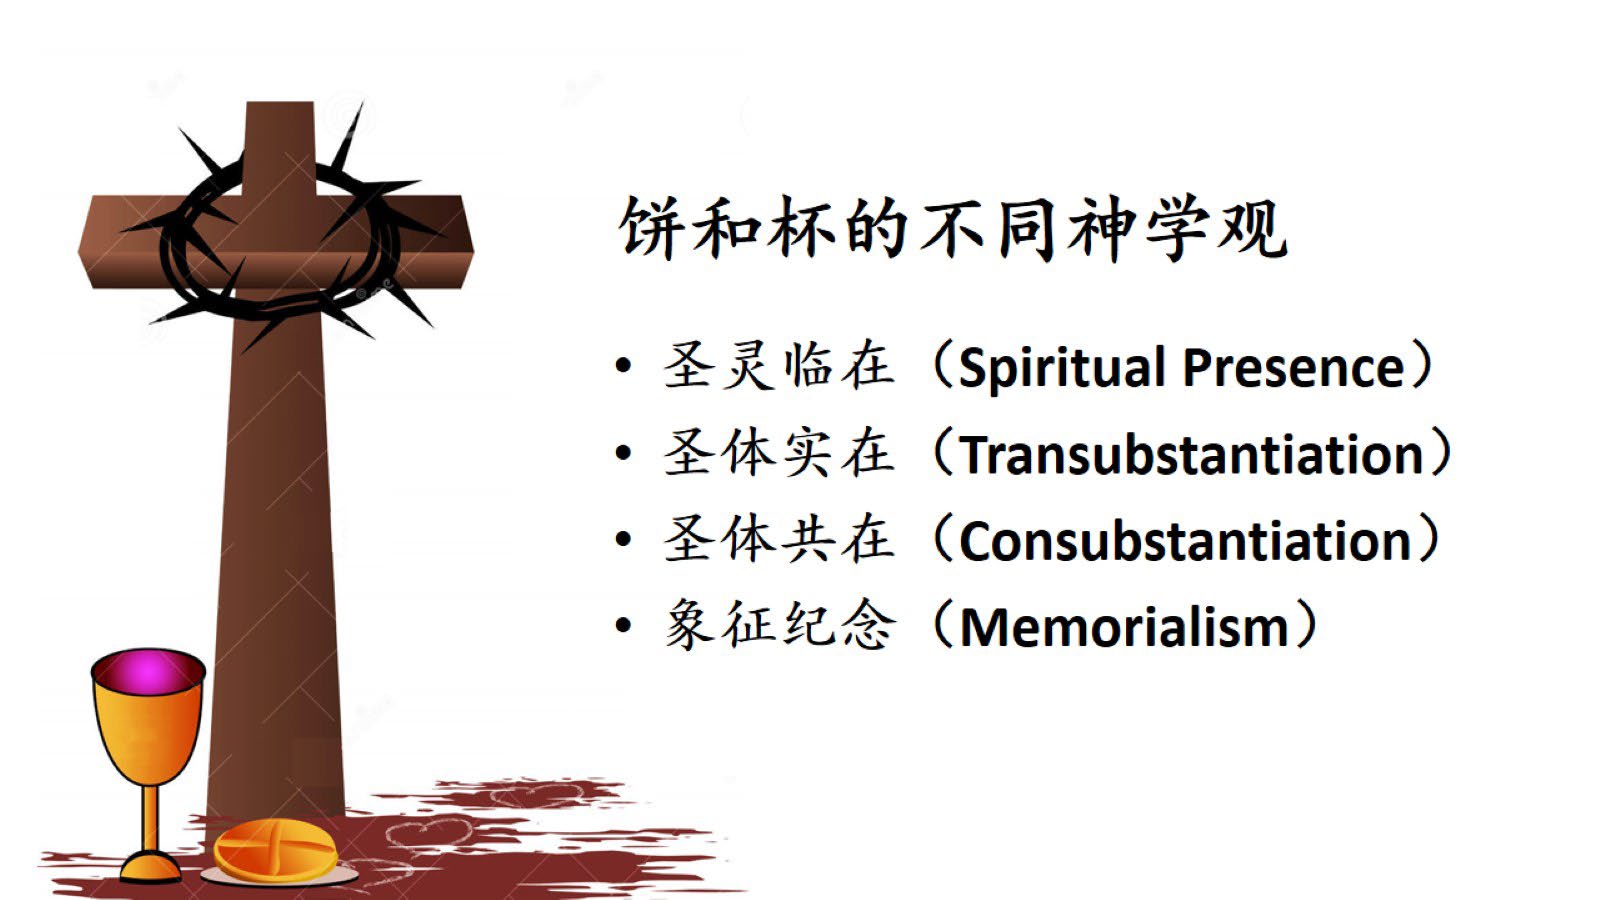 饼和杯的不同神学观
• 圣灵临在（Spiritual Presence）
• 圣体实在（Transubstantiation）
• 圣体共在（Consubstantiation）
• 象征纪念（Memorialism）